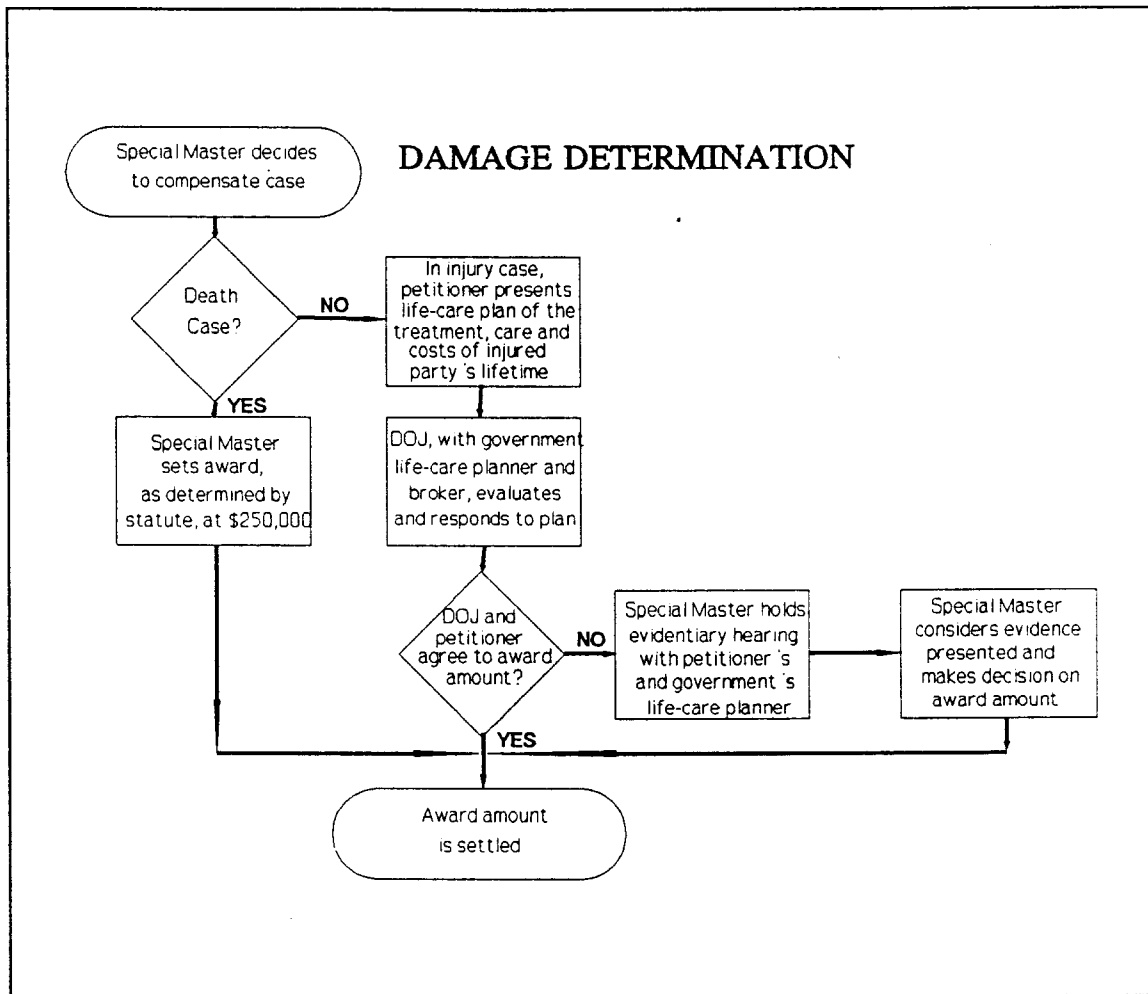 DAMAGE DETERMINATION
Special Master decides
to compensate case
Death
Case?
NO
YES
In injury case,
petitioner presents
life-care plan of the
treatment, care and
costs of injured
party's lifetime
Special Master
sets award,
as determined by
statute, at $250,000
DOJ, with government
life-care planner and
broker, evaluates
and responds to plan
DOJ and
petitioner
agree to award
amount?
NO
YES
Special Master holds
evidentiary hearing
with petitioner's
and government's
life-care planner
Special Master
considers evidence
presented and
makes decision on
award amount
Award amount
is settled